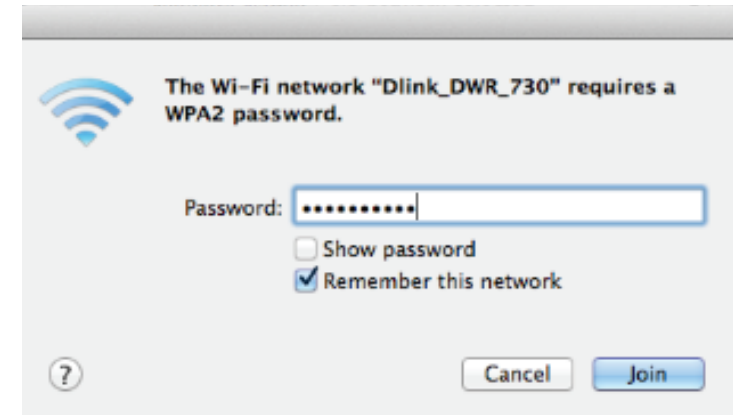 The Wi-Fi network "Dlink_DWR_730" requires a
WPA2 password.
Password: ••••••••••
Show password
Remember this network
?
Cancel
Join